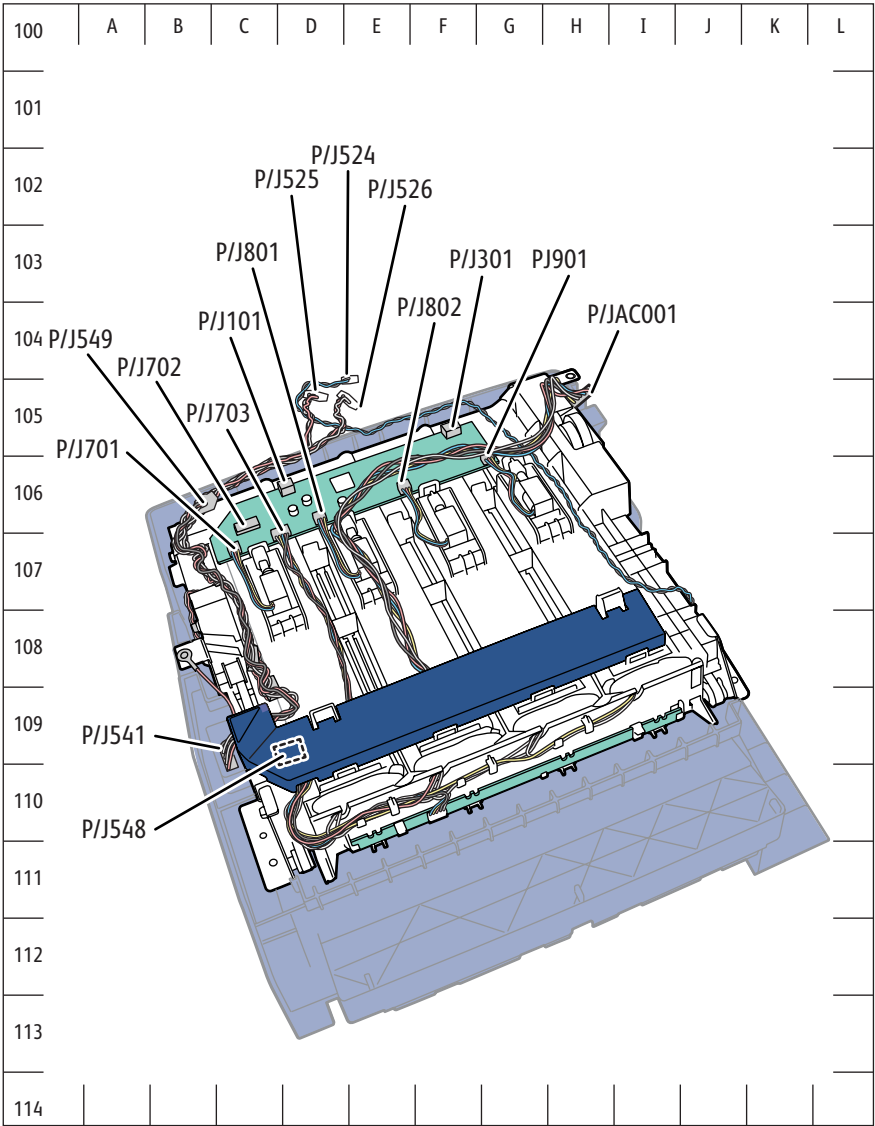 100 A B C D E F G H I J K L
101
P/J524
102 P/J525 P/J526
103 P/J801 P/J301 PJ901
P/J802 P/JAC001
P/J101
104 P/J549
P/J702
105 P/J703
P/J701
106
107
108
109
P/J541
110
P/J548
111
112
113
114